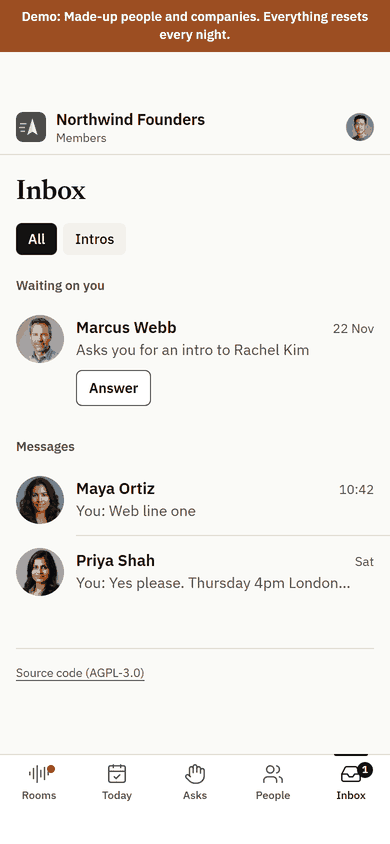 Demo: Made-up people and companies. Everything resets
every night.
Northwind Founders
Members
Inbox
All Intros
Waiting on you
Marcus Webb 22 Nov
Asks you for an intro to Rachel Kim
Answer
Messages
Maya Ortiz 10:42
You: Web line one
Priya Shah Sat
You: Yes please. Thursday 4pm London...
Source code (AGPL-3.0)
1
Rooms Today Asks People Inbox